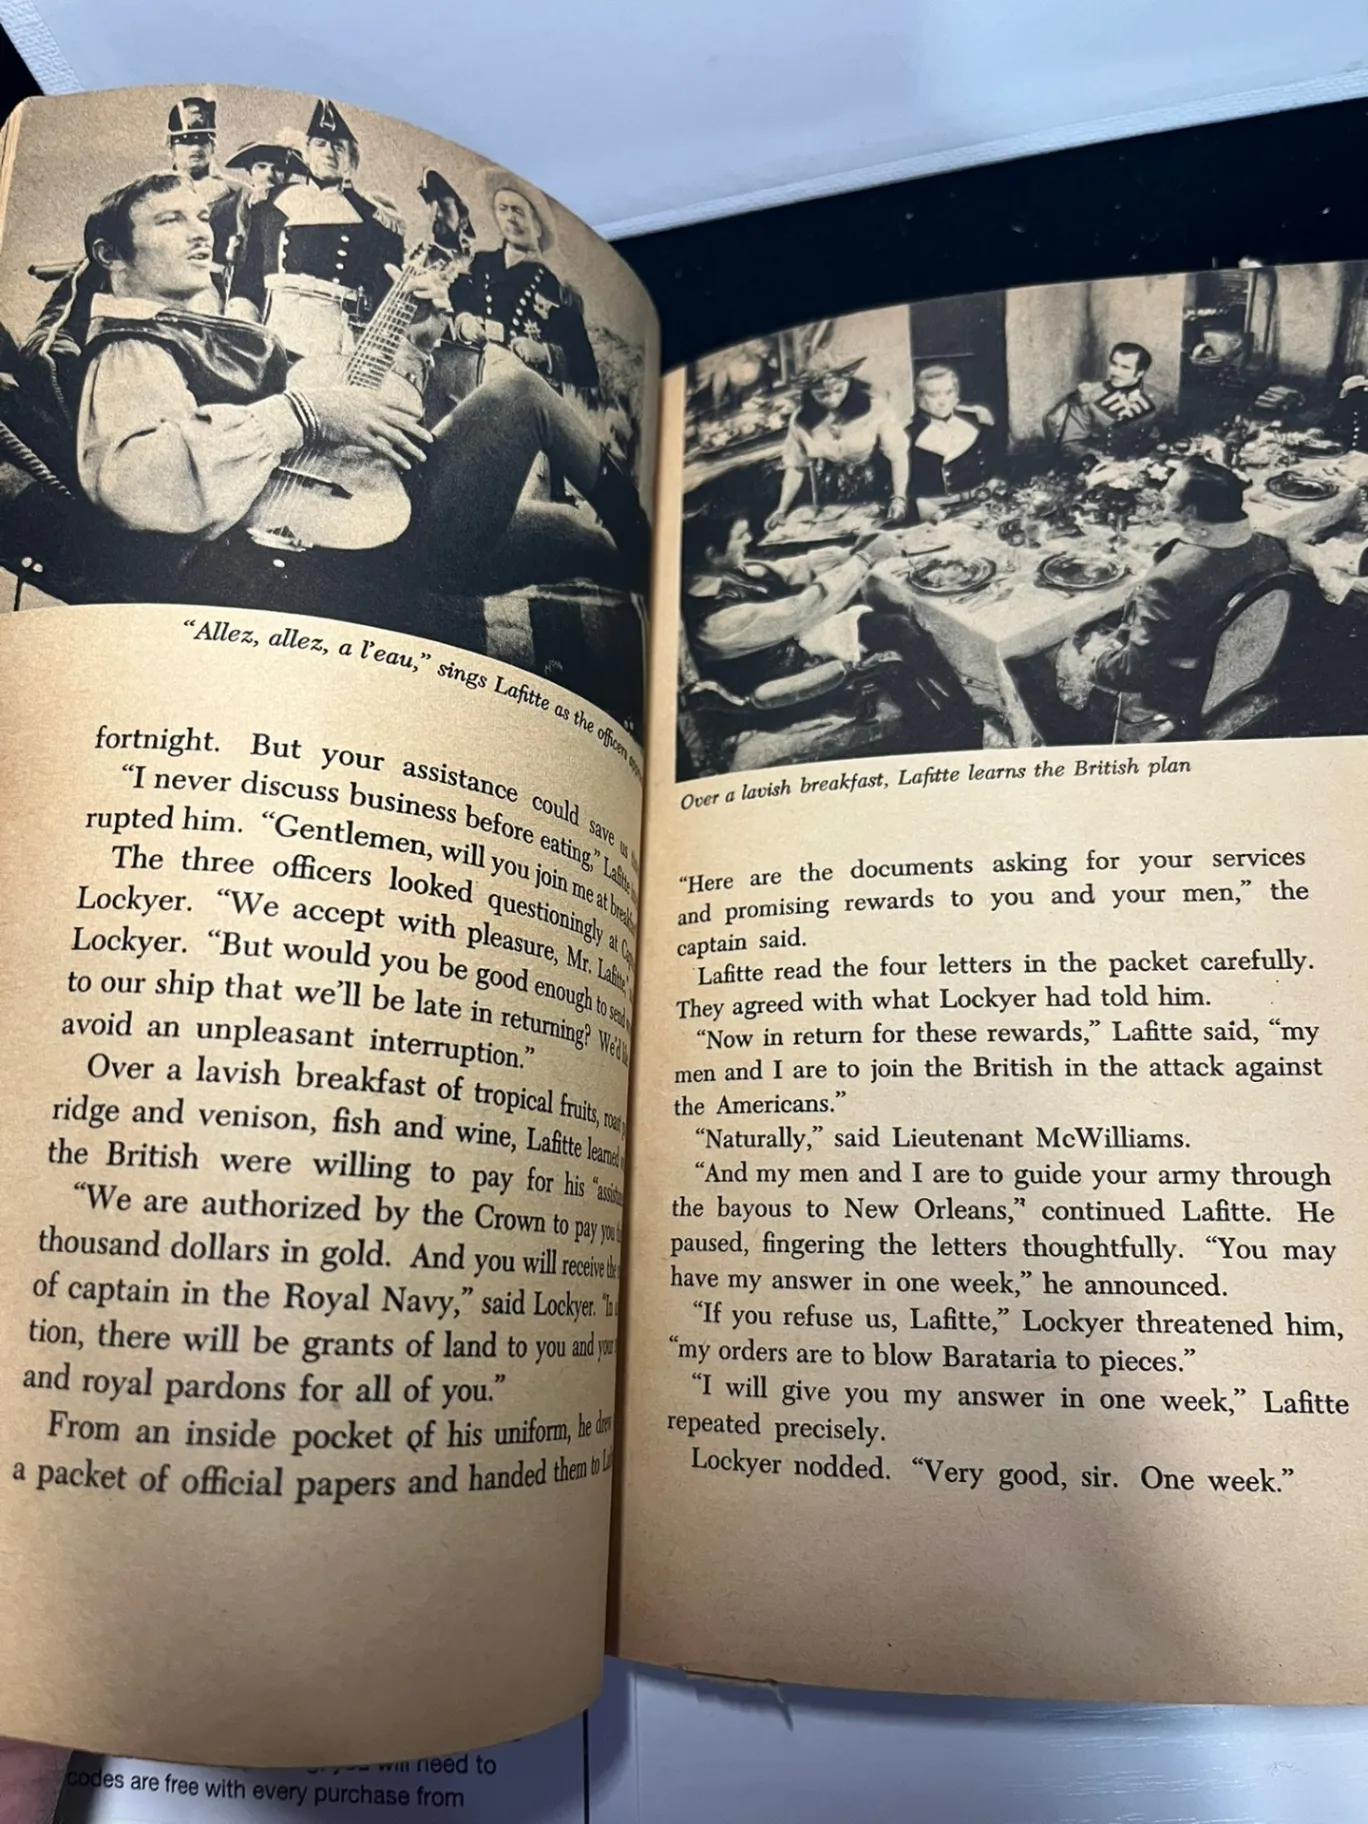 "Allez, allez, a l'eau," sings Lafitte as the officers
fortnight. But your assistance could save us
"I never discuss business before eating," Lafitte
rupted him. "Gentlemen, will you join me at
The three officers looked questioningly at
Lockyer. "We accept with pleasure, Mr. Lafitte,"
Lockyer. "But would you be good enough to send
to our ship that we'll be late in returning? We'd
avoid an unpleasant interruption."
Over a lavish breakfast of tropical fruits, roast
ridge and venison, fish and wine, Lafitte learned
the British were willing to pay for his
"We are authorized by the Crown to pay you
thousand dollars in gold. And you will receive the
of captain in the Royal Navy," said Lockyer. "In
tion, there will be grants of land to you and your
and royal pardons for all of you."
From an inside pocket of his uniform, he drew
a packet of official papers and handed them to
Over a lavish breakfast, Lafitte learns the British plan
"Here are the documents asking for your services
and promising rewards to you and your men," the
captain said.
Lafitte read the four letters in the packet carefully.
They agreed with what Lockyer had told him.
"Now in return for these rewards," Lafitte said, "my
men and I are to join the British in the attack against
the Americans."
"Naturally," said Lieutenant McWilliams.
"And my men and I are to guide your army through
the bayous to New Orleans," continued Lafitte. He
paused, fingering the letters thoughtfully. "You may
have my answer in one week," he announced.
"If you refuse us, Lafitte," Lockyer threatened him,
"my orders are to blow Barataria to pieces."
"I will give you my answer in one week," Lafitte
repeated precisely.
Lockyer nodded. "Very good, sir. One week."
will need to
codes are free with every purchase from